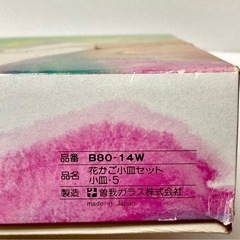 品番 B80-14W
品名 花かご小皿セット
小皿・5
製造 曽我ガラス株式会社
made in Japan